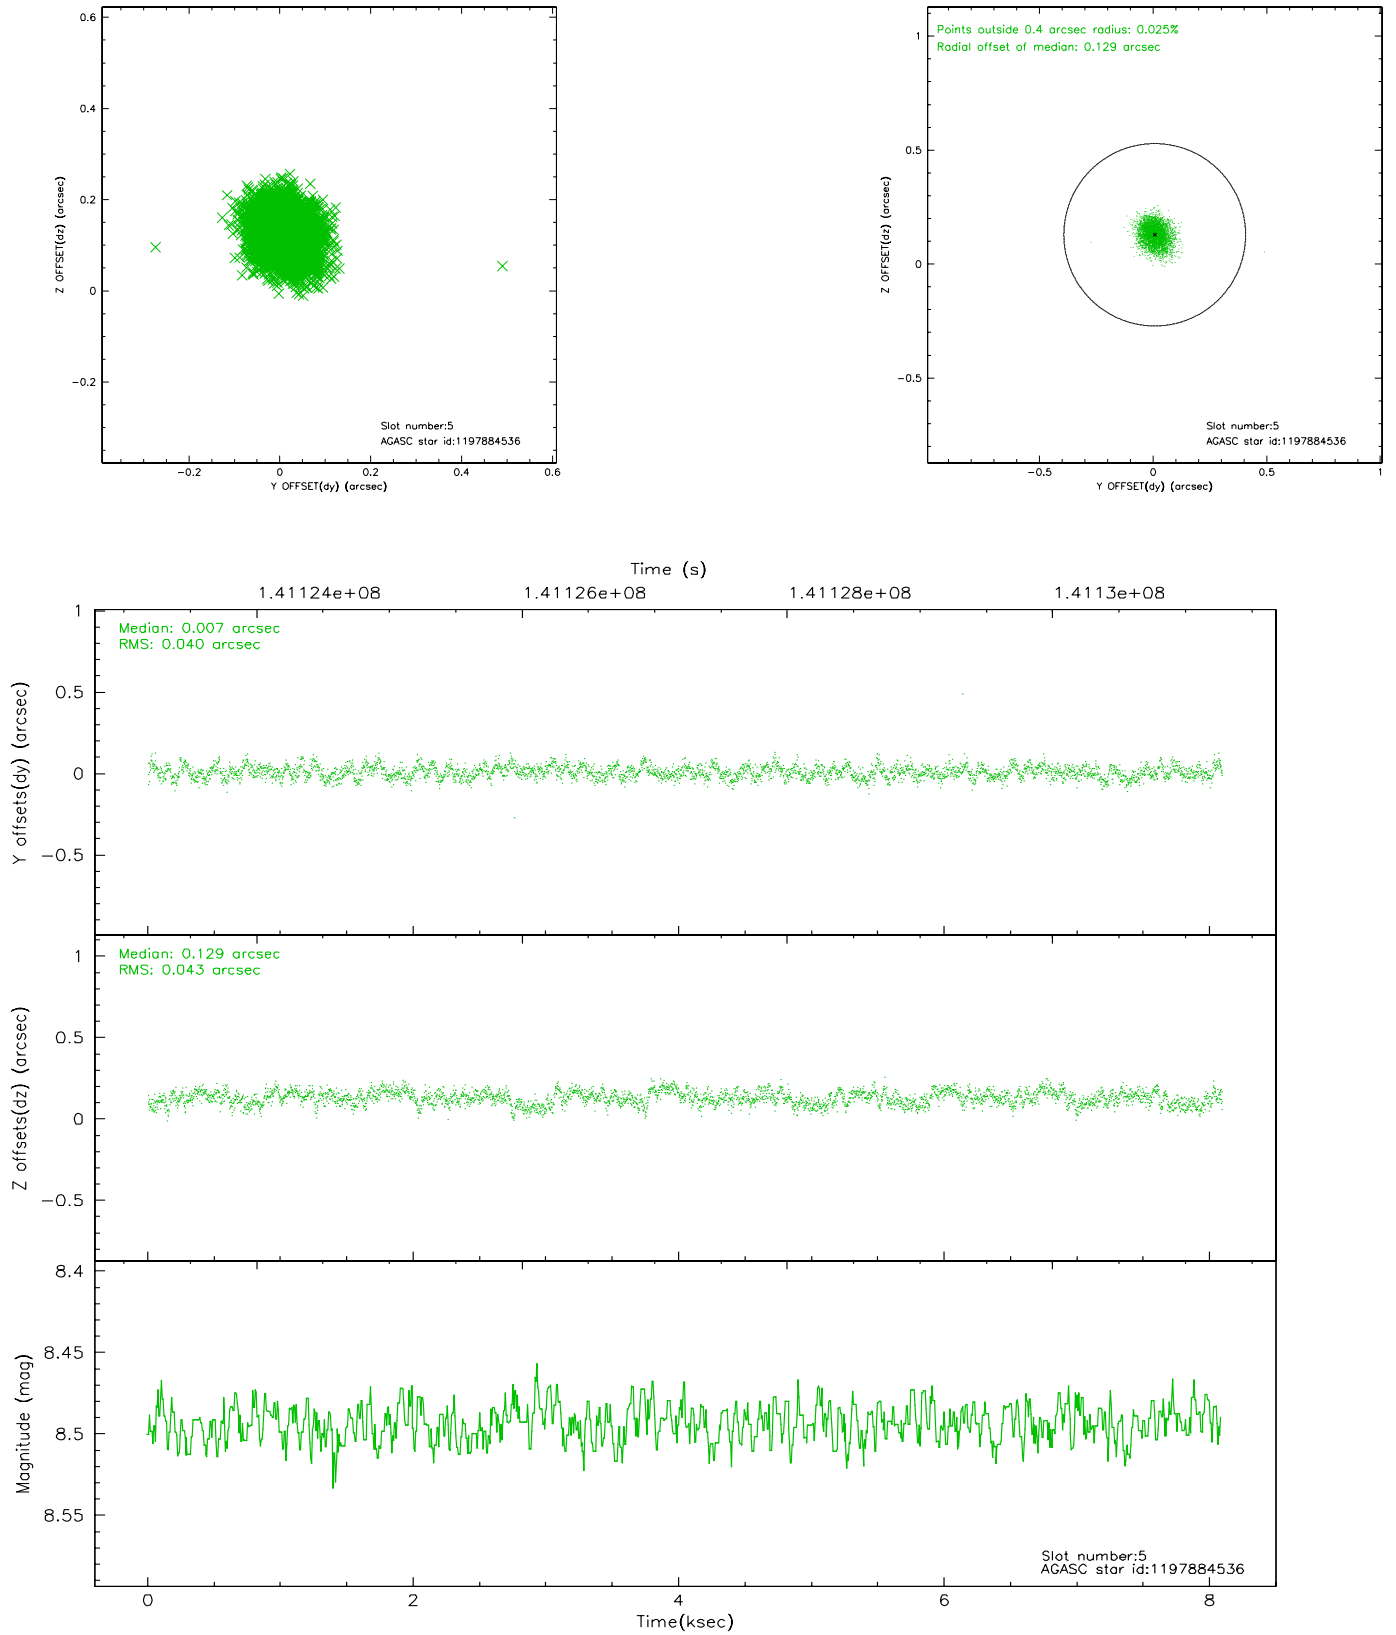 0.6
0.4
0.2
0
−0.2
−0.2
0
0.2
0.4
0.6
Z OFFSET(dz) (arcsec)
Y OFFSET(dy) (arcsec)
Slot number:5
AGASC star id:1197884536
Points outside 0.4 arcsec radius: 0.025%
Radial offset of median: 0.129 arcsec
1
0.5
0
−0.5
−0.5
0
0.5
1
Z OFFSET(dz) (arcsec)
Y OFFSET(dy) (arcsec)
Slot number:5
AGASC star id:1197884536
Time (s)
1.41124e+08
1.41126e+08
1.41128e+08
1.4113e+08
Median: 0.007 arcsec
RMS: 0.040 arcsec
1
0.5
0
−0.5
Y offsets(dy) (arcsec)
Median: 0.129 arcsec
RMS: 0.043 arcsec
1
0.5
0
−0.5
Z offsets(dz) (arcsec)
8.4
8.45
8.5
8.55
Magnitude (mag)
Slot number:5
AGASC star id:1197884536
0
2
4
6
8
Time(ksec)